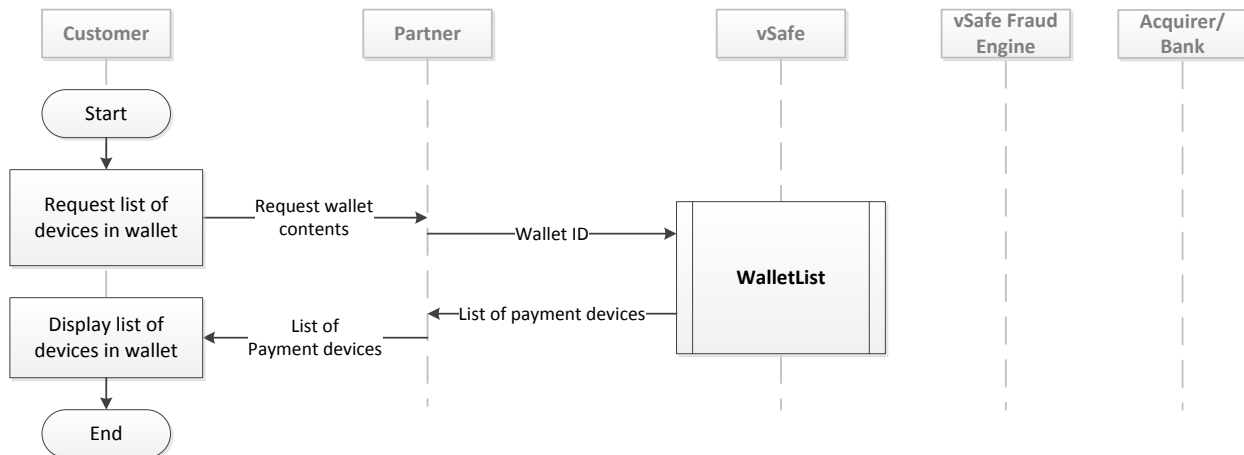 Customer
Partner
vSafe
vSafe Fraud
Engine
Acquirer/
Bank
Start
Request list of
devices in wallet
Request wallet
contents
Wallet ID
WalletList
List of payment devices
List of
Payment devices
Display list of
devices in wallet
End